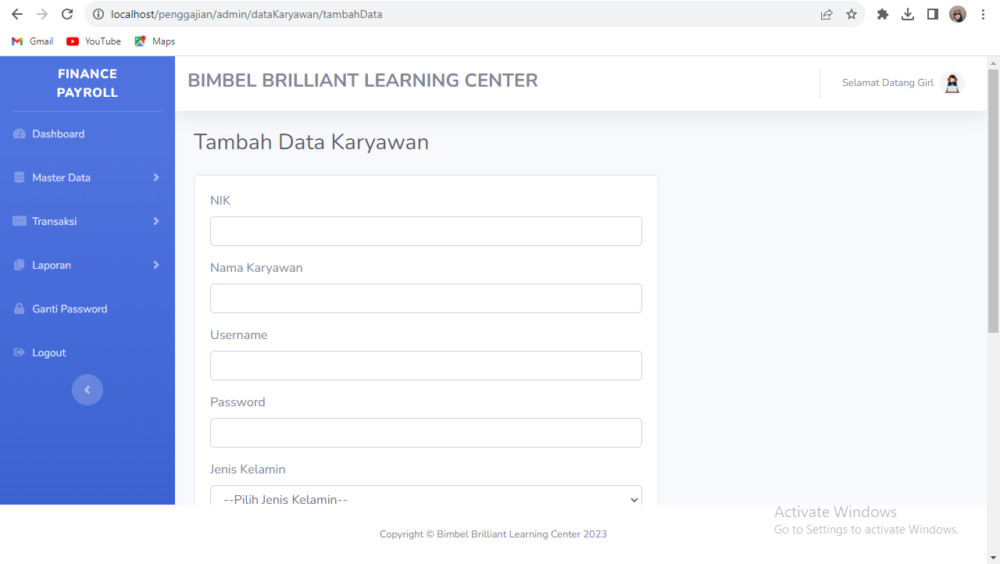 localhost/penggajian/admin/dataKaryawan/tambahData
Gmail YouTube Maps
FINANCE
PAYROLL
Dashboard
Master Data
Transaksi
Laporan
Ganti Password
Logout
BIMBEL BRILLIANT LEARNING CENTER
Selamat Datang Girl
Tambah Data Karyawan
NIK
Nama Karyawan
Username
Password
Jenis Kelamin
--Pilih Jenis Kelamin--
Activate Windows
Go to Settings to activate Windows.
Copyright © Bimbel Brilliant Learning Center 2023